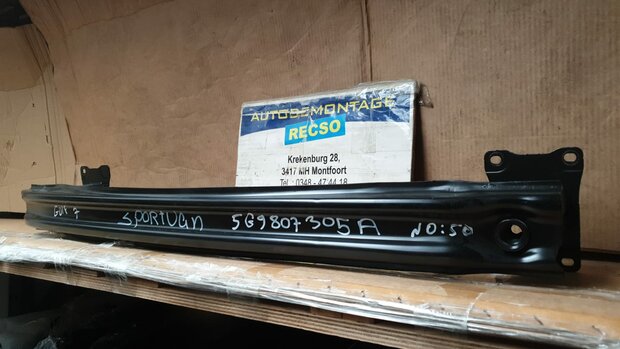 AUTODEMONTAGE
RECSO
Krekenburg 28,
3417 MH Montfoort
Tel. : 0348 - 47 44 18
Golf 7 SPORTVAN 5G9807305A NO:50